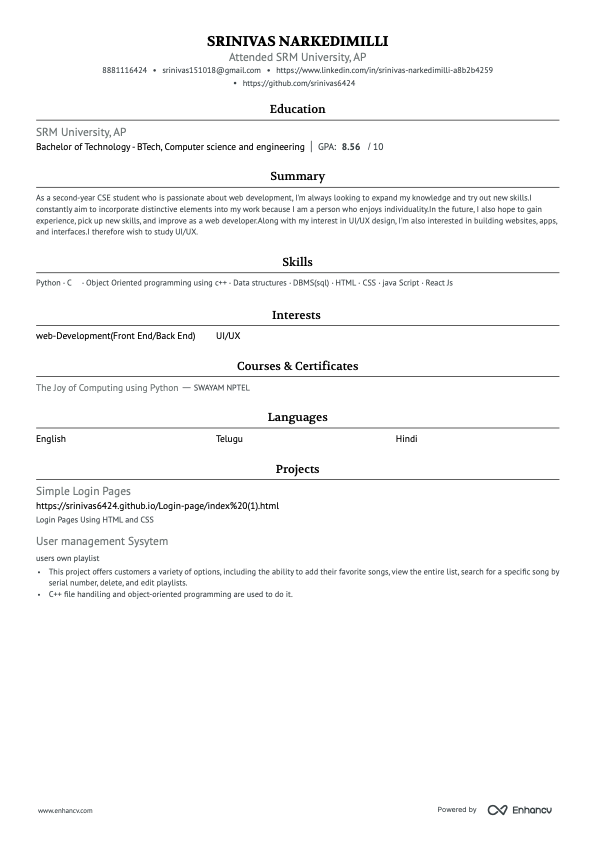 SRINIVAS NARKEDIMILLI
Attended SRM University, AP
8881116424 • srinivas151018@gmail.com • https://www.linkedin.com/in/srinivas-narkedimilli-a8b2b4259
• https://github.com/srinivas6424
Education
SRM University, AP
Bachelor of Technology - BTech, Computer science and engineering | GPA: 8.56 / 10
Summary
As a second-year CSE student who is passionate about web development, I'm always looking to expand my knowledge and try out new skills.I
constantly aim to incorporate distinctive elements into my work because I am a person who enjoys individuality.In the future, I also hope to gain
experience, pick up new skills, and improve as a web developer.Along with my interest in UI/UX design, I'm also interested in building websites, apps,
and interfaces.I therefore wish to study UI/UX.
Skills
Python · C · Object Oriented programming using c++ · Data structures · DBMS(sql) · HTML · CSS · java Script · React Js
Interests
web-Development(Front End/Back End) UI/UX
Courses & Certificates
The Joy of Computing using Python — SWAYAM NPTEL
Languages
English Telugu Hindi
Projects
Simple Login Pages
https://srinivas6424.github.io/Login-page/index%20(1).html
Login Pages Using HTML and CSS
User management Sysytem
users own playlist
• This project offers customers a variety of options, including the ability to add their favorite songs, view the entire list, search for a specific song by
serial number, delete, and edit playlists.
• C++ file handiling and object-oriented programming are used to do it.
www.enhancv.com Powered by Enhancv